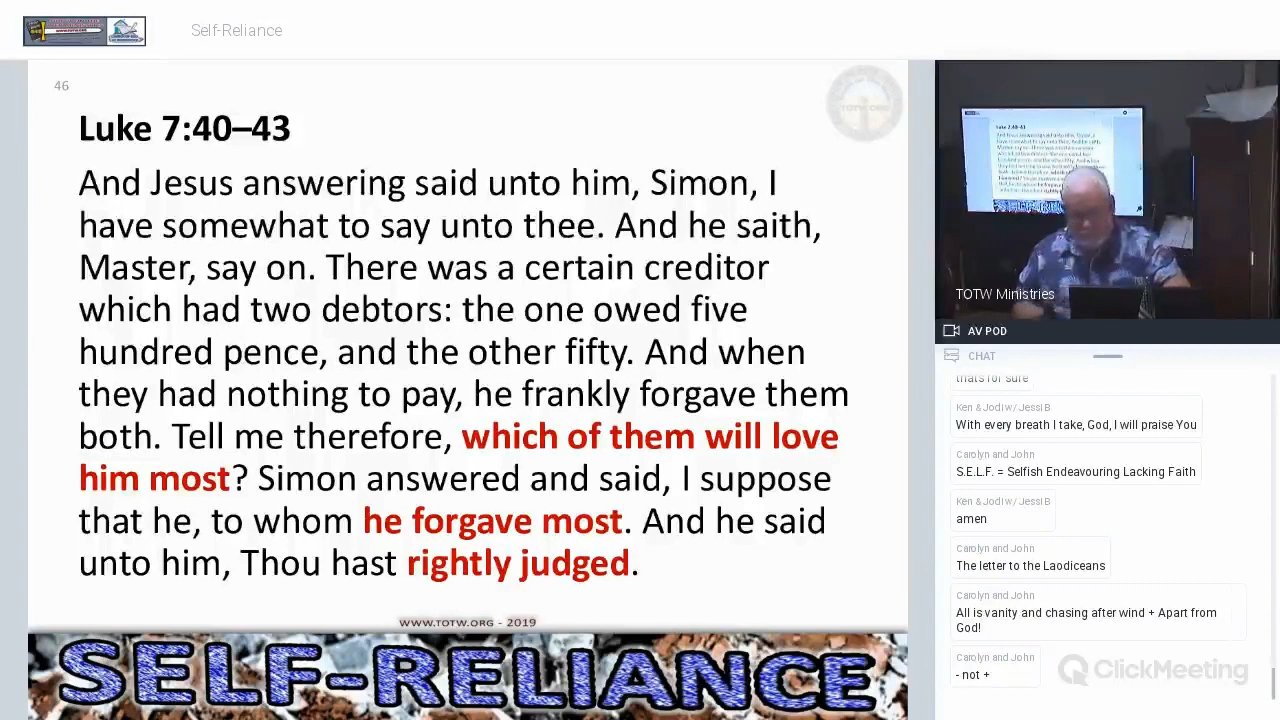 Self-Reliance
46
TOTW.ORG
Luke 7:40–43
And Jesus answering said unto him, Simon, I
have somewhat to say unto thee. And he saith,
Master, say on. There was a certain creditor
which had two debtors: the one owed five
hundred pence, and the other fifty. And when
they had nothing to pay, he frankly forgave them
both. Tell me therefore, which of them will love
him most? Simon answered and said, I suppose
that he, to whom he forgave most. And he said
unto him, Thou hast rightly judged.
WWW.TOTW.ORG - 2019
SELF-RELIANCE
Luke 7:40–43
TOTW Ministries
AV POD
CHAT
thats for sure
Ken & Jodi w/ Jessi B
With every breath I take, God, I will praise You
Carolyn and John
S.E.L.F. = Selfish Endeavouring Lacking Faith
Ken & Jodi w/ Jessi B
amen
Carolyn and John
The letter to the Laodiceans
Carolyn and John
All is vanity and chasing after wind + Apart from
God!
Carolyn and John
- not +
ClickMeeting